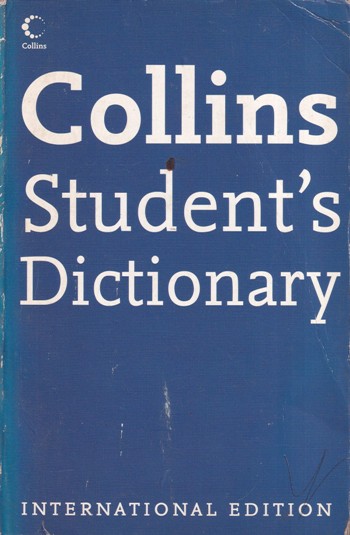 Collins
Collins
Student's
Dictionary
INTERNATIONAL EDITION